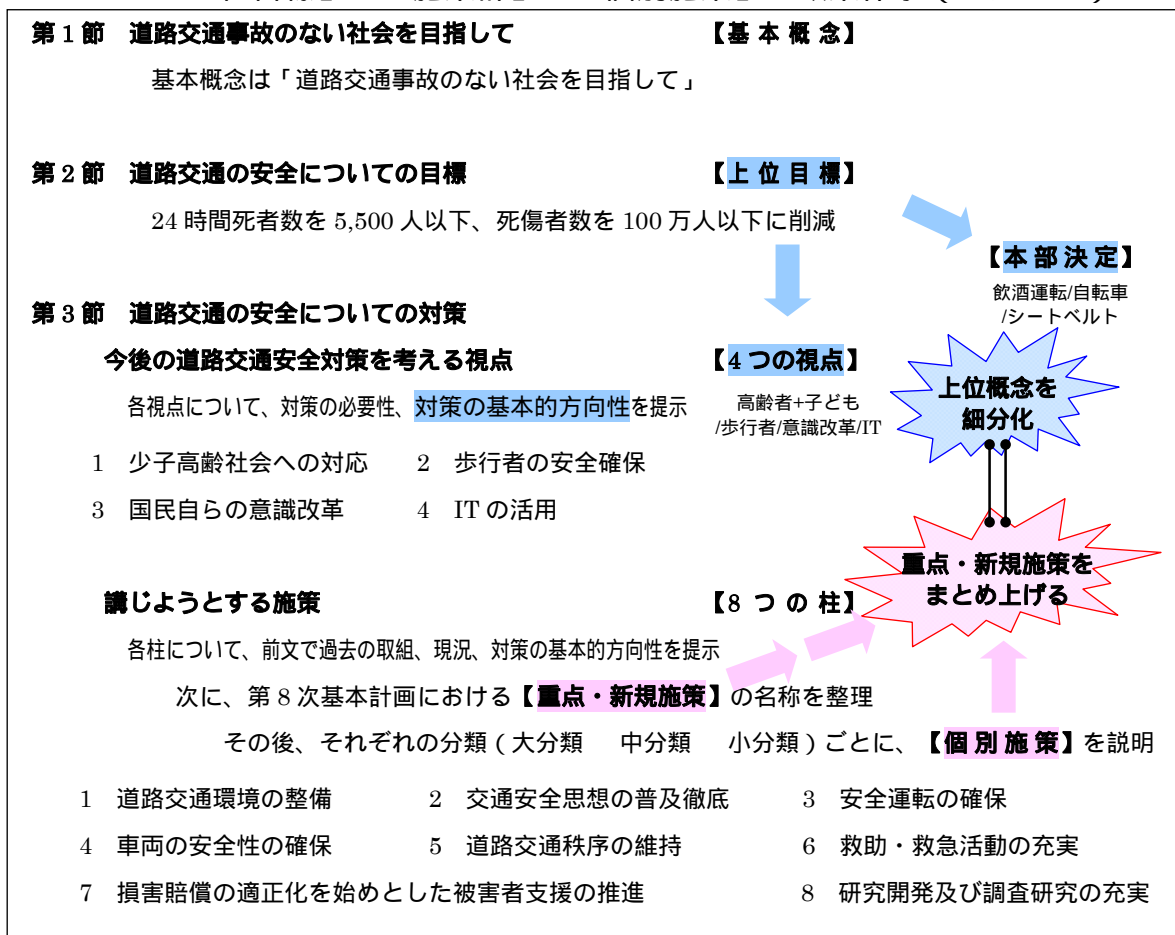 第1節 道路交通事故のない社会を目指して 【基 本 概 念】
基本概念は「道路交通事故のない社会を目指して」
第2節 道路交通の安全についての目標 【上 位 目 標】
24時間死者数を5,500人以下、死傷者数を100万人以下に削減
【本 部 決 定】
飲酒運転/自転車
/シートベルト
第3節 道路交通の安全についての対策
今後の道路交通安全対策を考える視点 【4つの視点】
各視点について、対策の必要性、対策の基本的方向性を提示
高齢者+子ども
/歩行者/意識改革/IT
上位概念を
細分化
1 少子高齢社会への対応 2 歩行者の安全確保
3 国民自らの意識改革 4 ITの活用
重点・新規施策を
まとめ上げる
講じようとする施策 【8 つ の 柱】
各柱について、前文で過去の取組、現況、対策の基本的方向性を提示
次に、第8次基本計画における【重点・新規施策】の名称を整理
その後、それぞれの分類(大分類 中分類 小分類)ごとに、【個 別 施 策】を説明
1 道路交通環境の整備 2 交通安全思想の普及徹底 3 安全運転の確保
4 車両の安全性の確保 5 道路交通秩序の維持 6 救助・救急活動の充実
7 損害賠償の適正化を始めとした被害者支援の推進 8 研究開発及び調査研究の充実